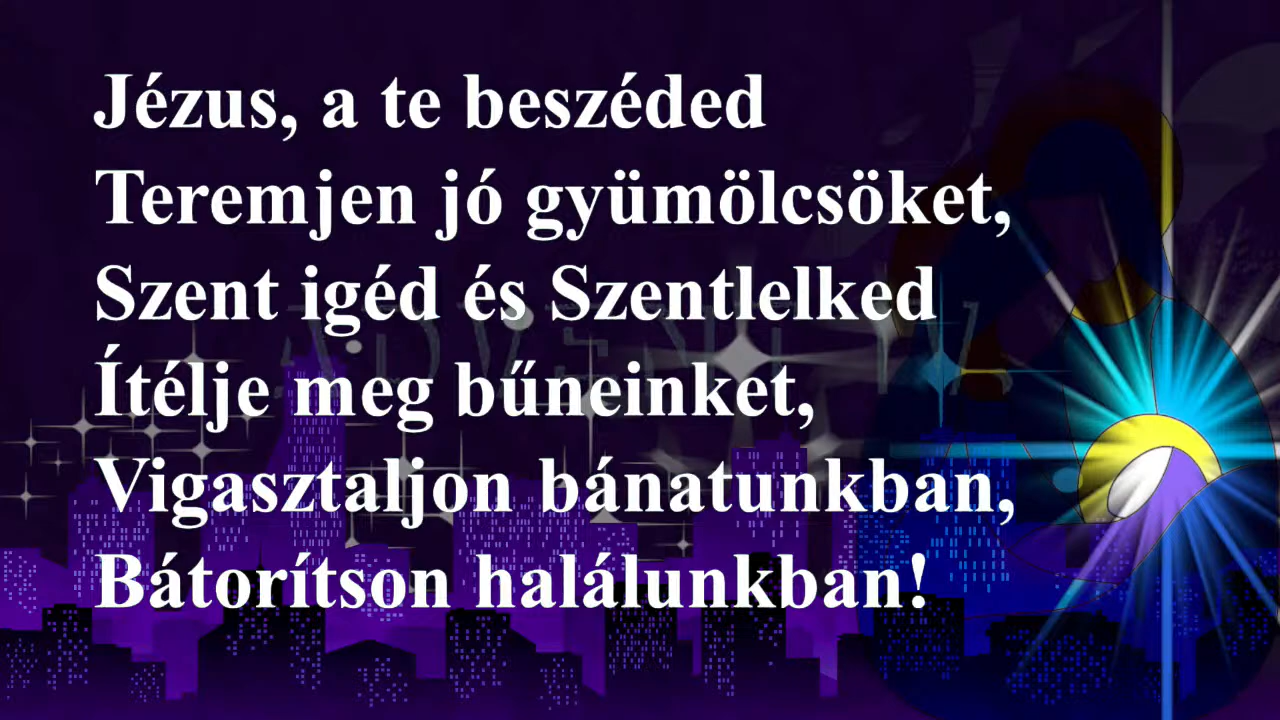 Jézus, a te beszéded
Teremjen jó gyümölcsöket,
Szent igéd és Szentlelked
Ítélje meg bűneinket,
Vigasztaljon bánatunkban,
Bátorítson halálunkban!